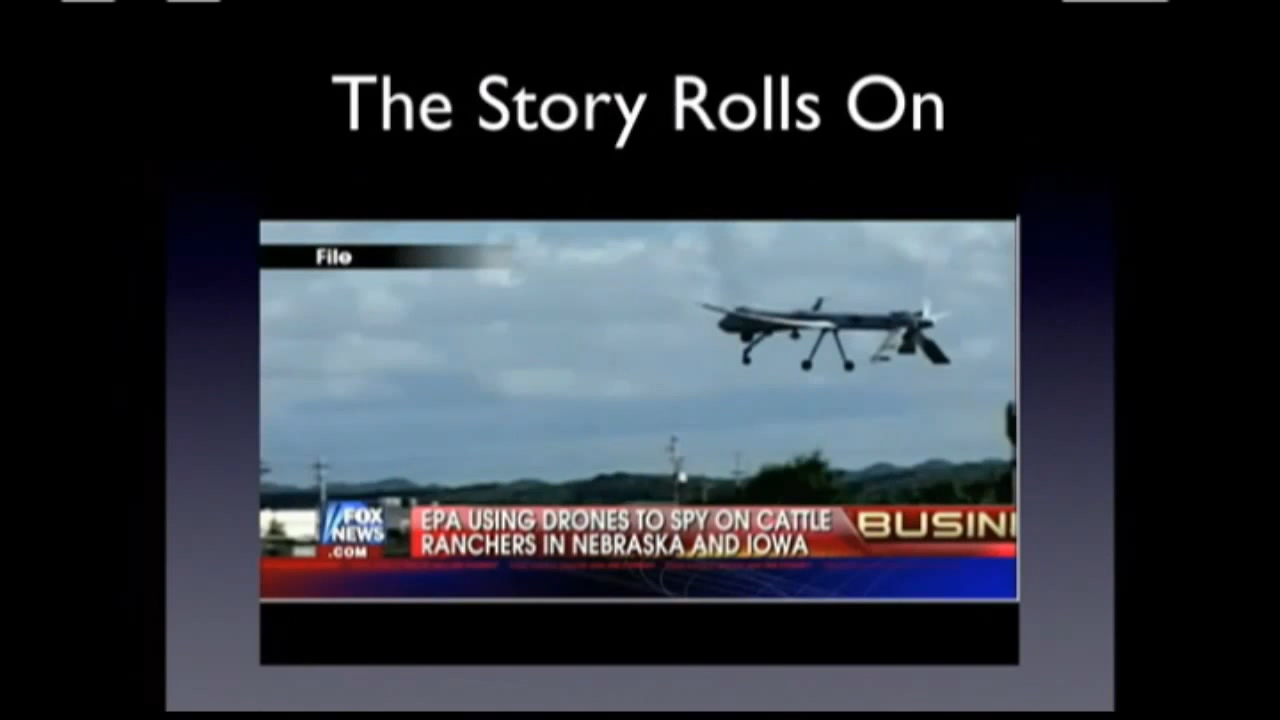 The Story Rolls On
File
FOX
NEWS
.COM
EPA USING DRONES TO SPY ON CATTLE
RANCHERS IN NEBRASKA AND IOWA
BUSIN